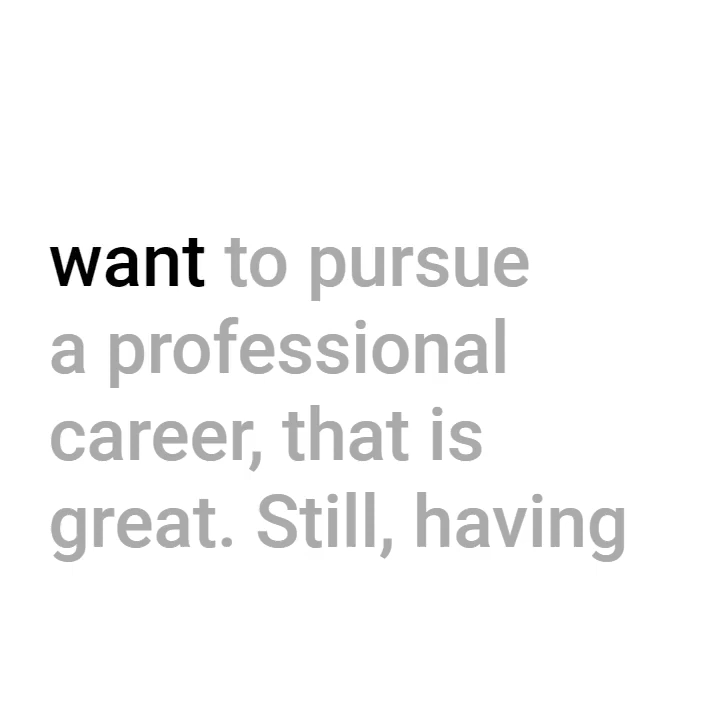 want to pursue
a professional
career, that is
great. Still, having